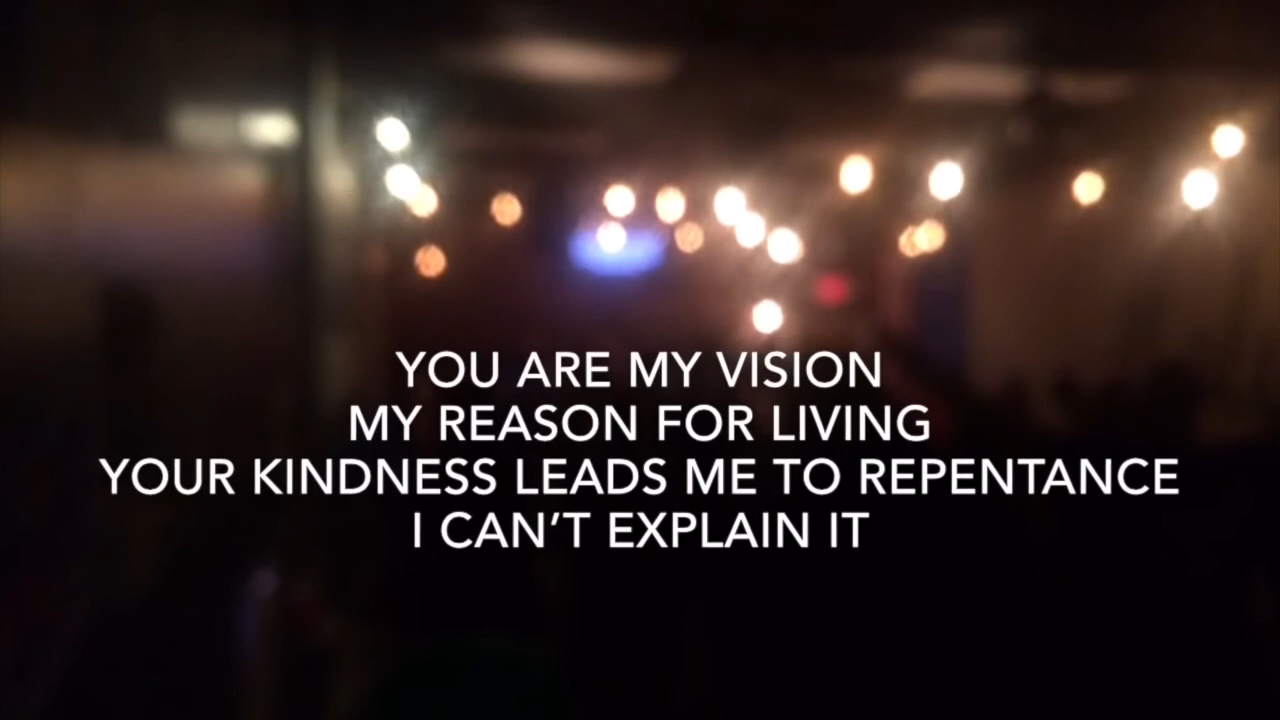 YOU ARE MY VISION
MY REASON FOR LIVING
YOUR KINDNESS LEADS ME TO REPENTANCE
I CAN'T EXPLAIN IT